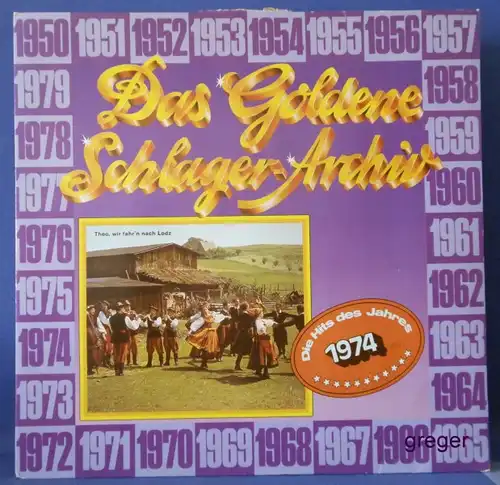 1950 1951 1952 1953 1954 1955 1956 1957
1979
1978
1977
1976
1975
1974
1973
1972 1971 1970 1969 1968 1967 1966 1965
1958
1959
1960
1961
1962
1963
1964
Das Goldene
Schlager-Archiv
Theo, wir fahr'n nach Lodz
Die Hits des Jahres
1974
greger